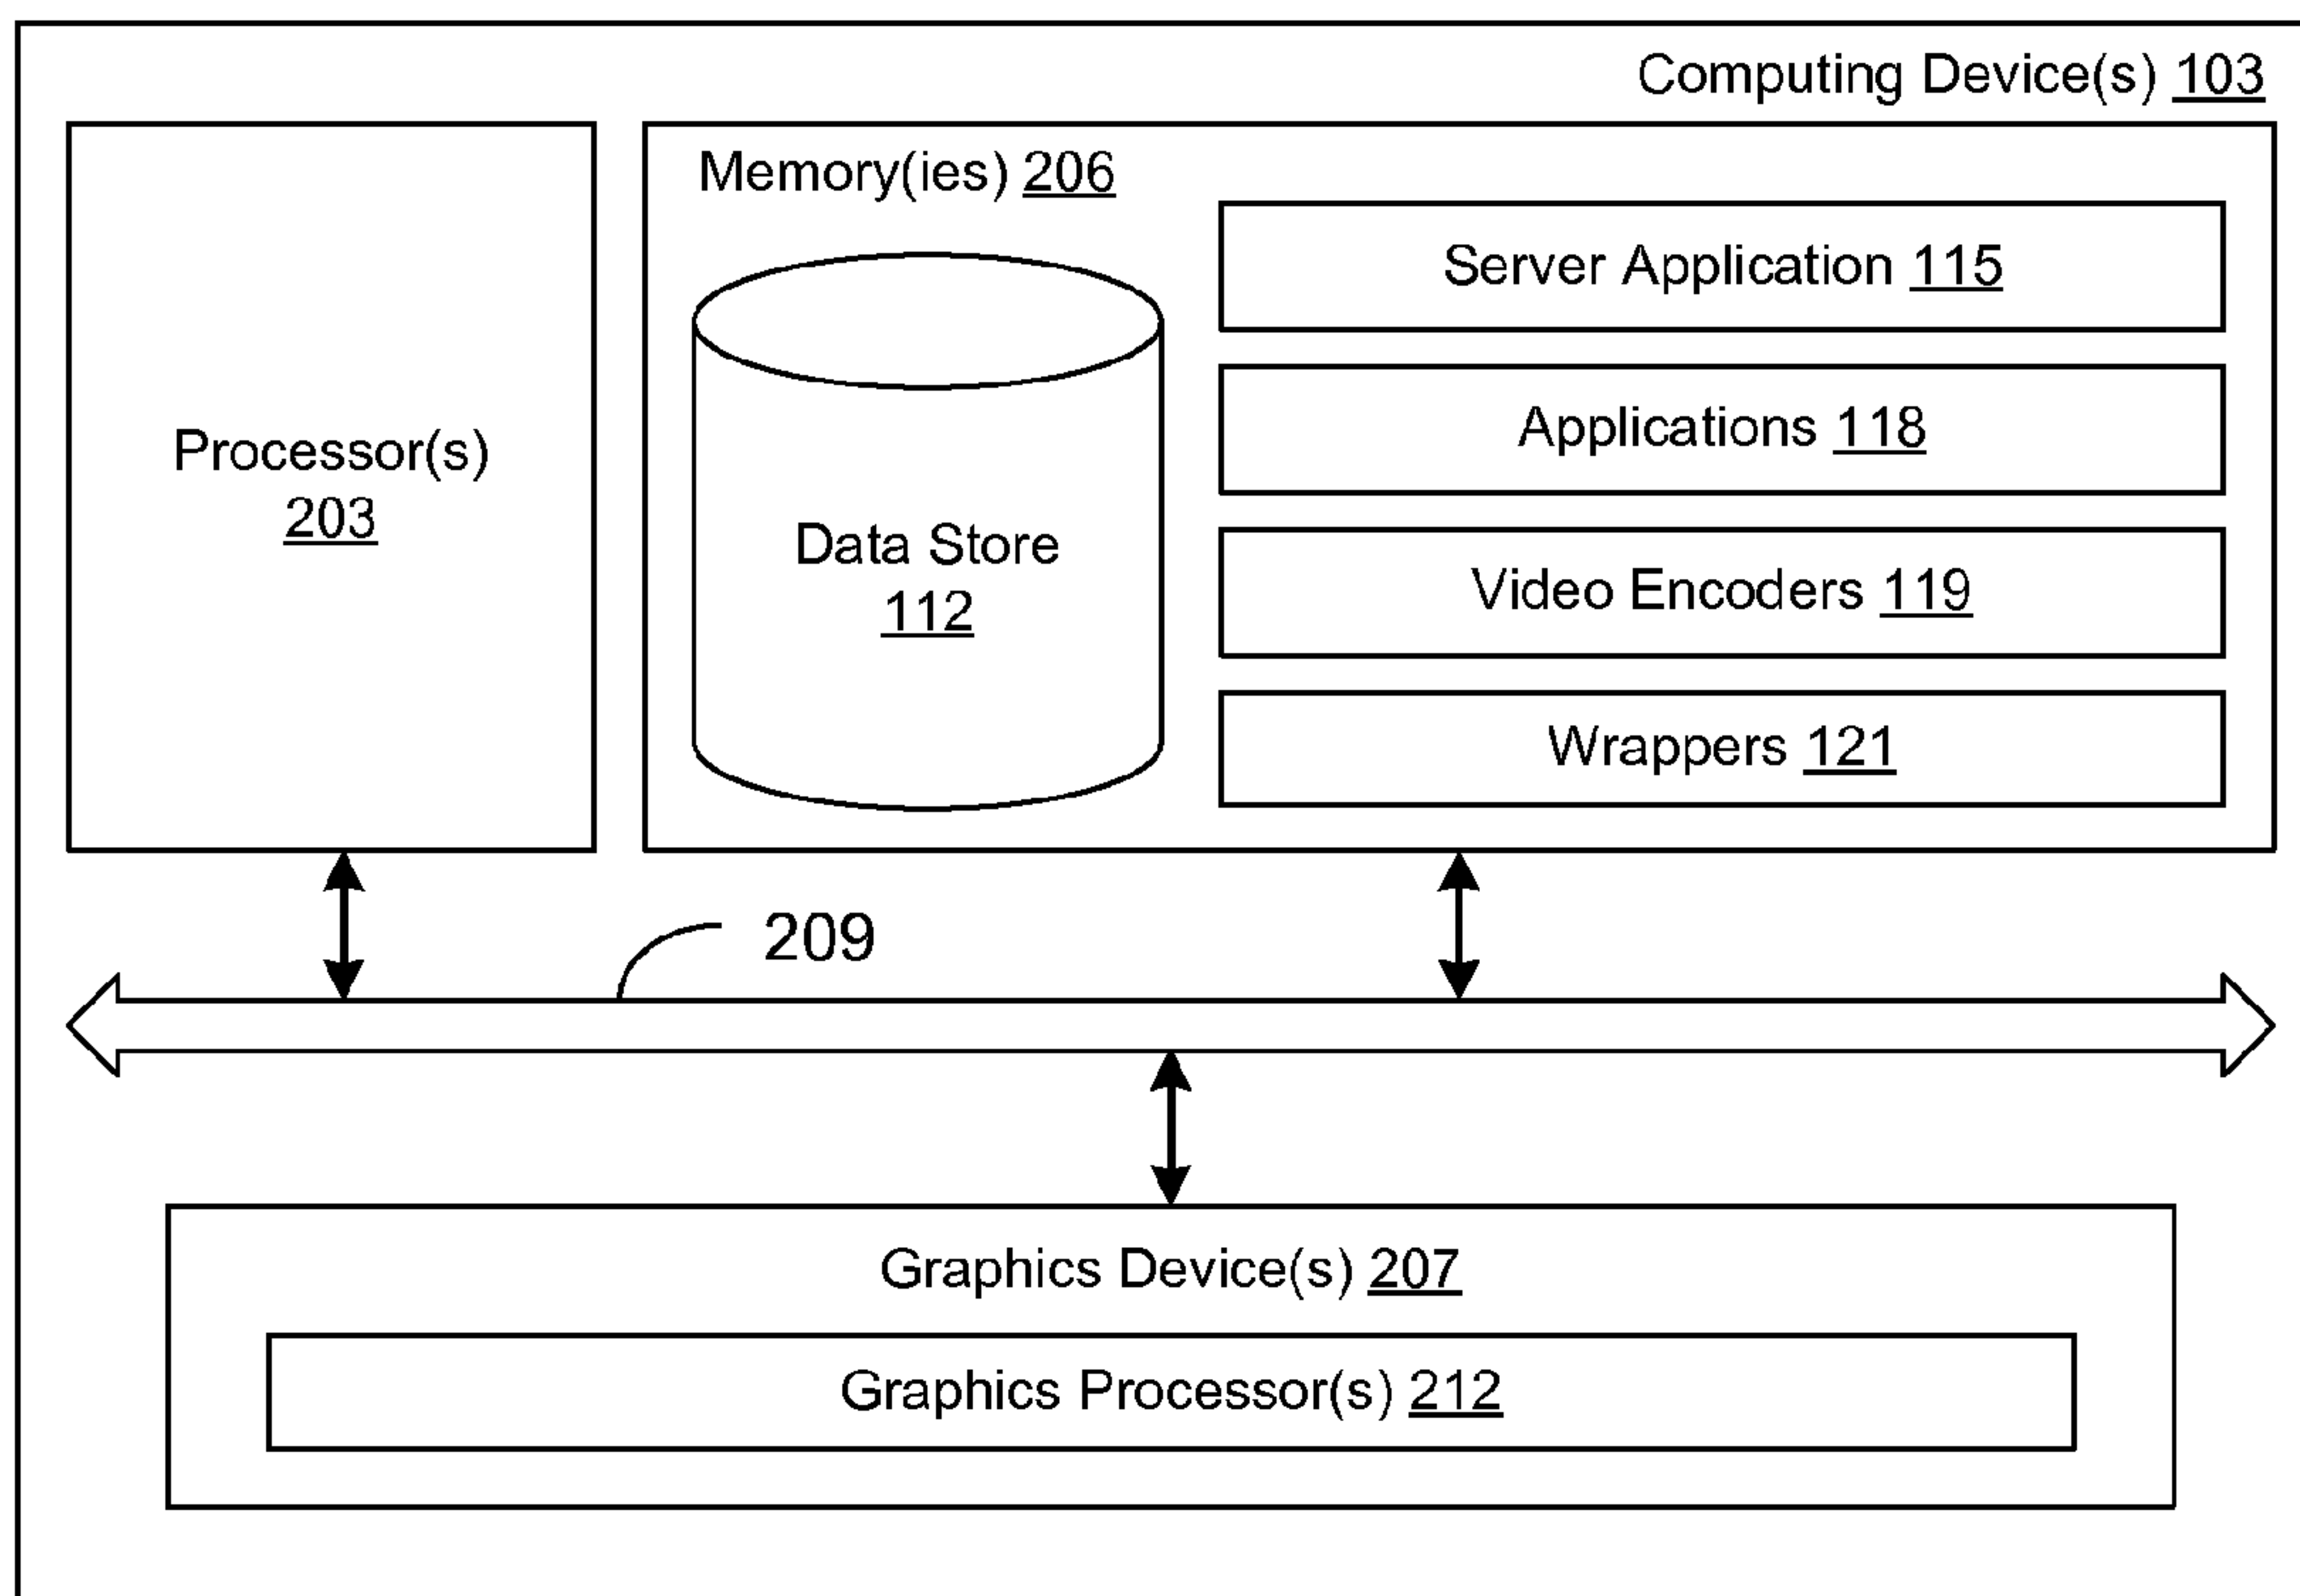 Computing Device(s) 103
Processor(s)
203
Memory(ies) 206
Data Store
112
Server Application 115
Applications 118
Video Encoders 119
Wrappers 121
209
Graphics Device(s) 207
Graphics Processor(s) 212